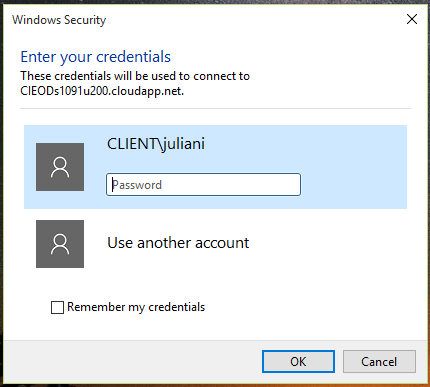 Windows Security
Enter your credentials
These credentials will be used to connect to
CIEODs1091u200.cloudapp.net.
CLIENT\juliani
Password
Use another account
Remember my credentials
OK
Cancel